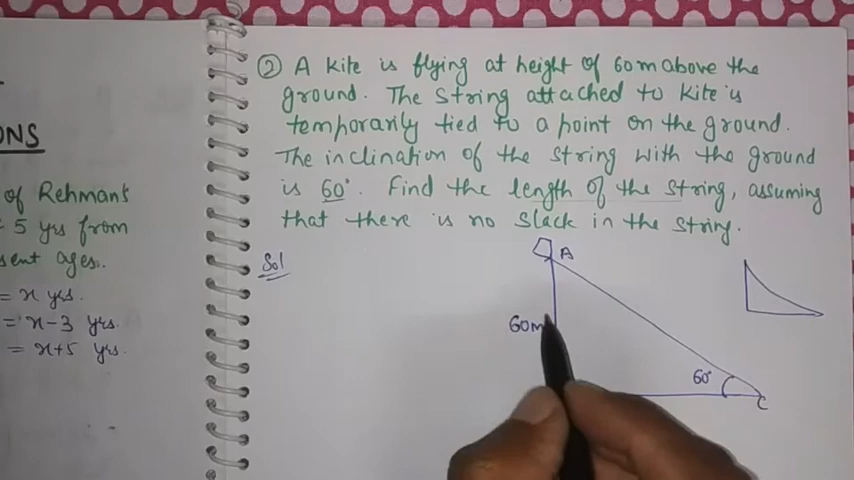 ONS
of Rehman's
5 yrs from
sent ages.
= x yrs.
= x-3 yrs.
= x+5 yrs.
② A kite is flying at height of 60m above the
ground. The string attached to kite is
temporarily tied to a point on the ground.
The inclination of the string with the ground
is 60°. Find the length of the string, assuming
that there is no slack in the string.
Sol
A
60m
60°
C